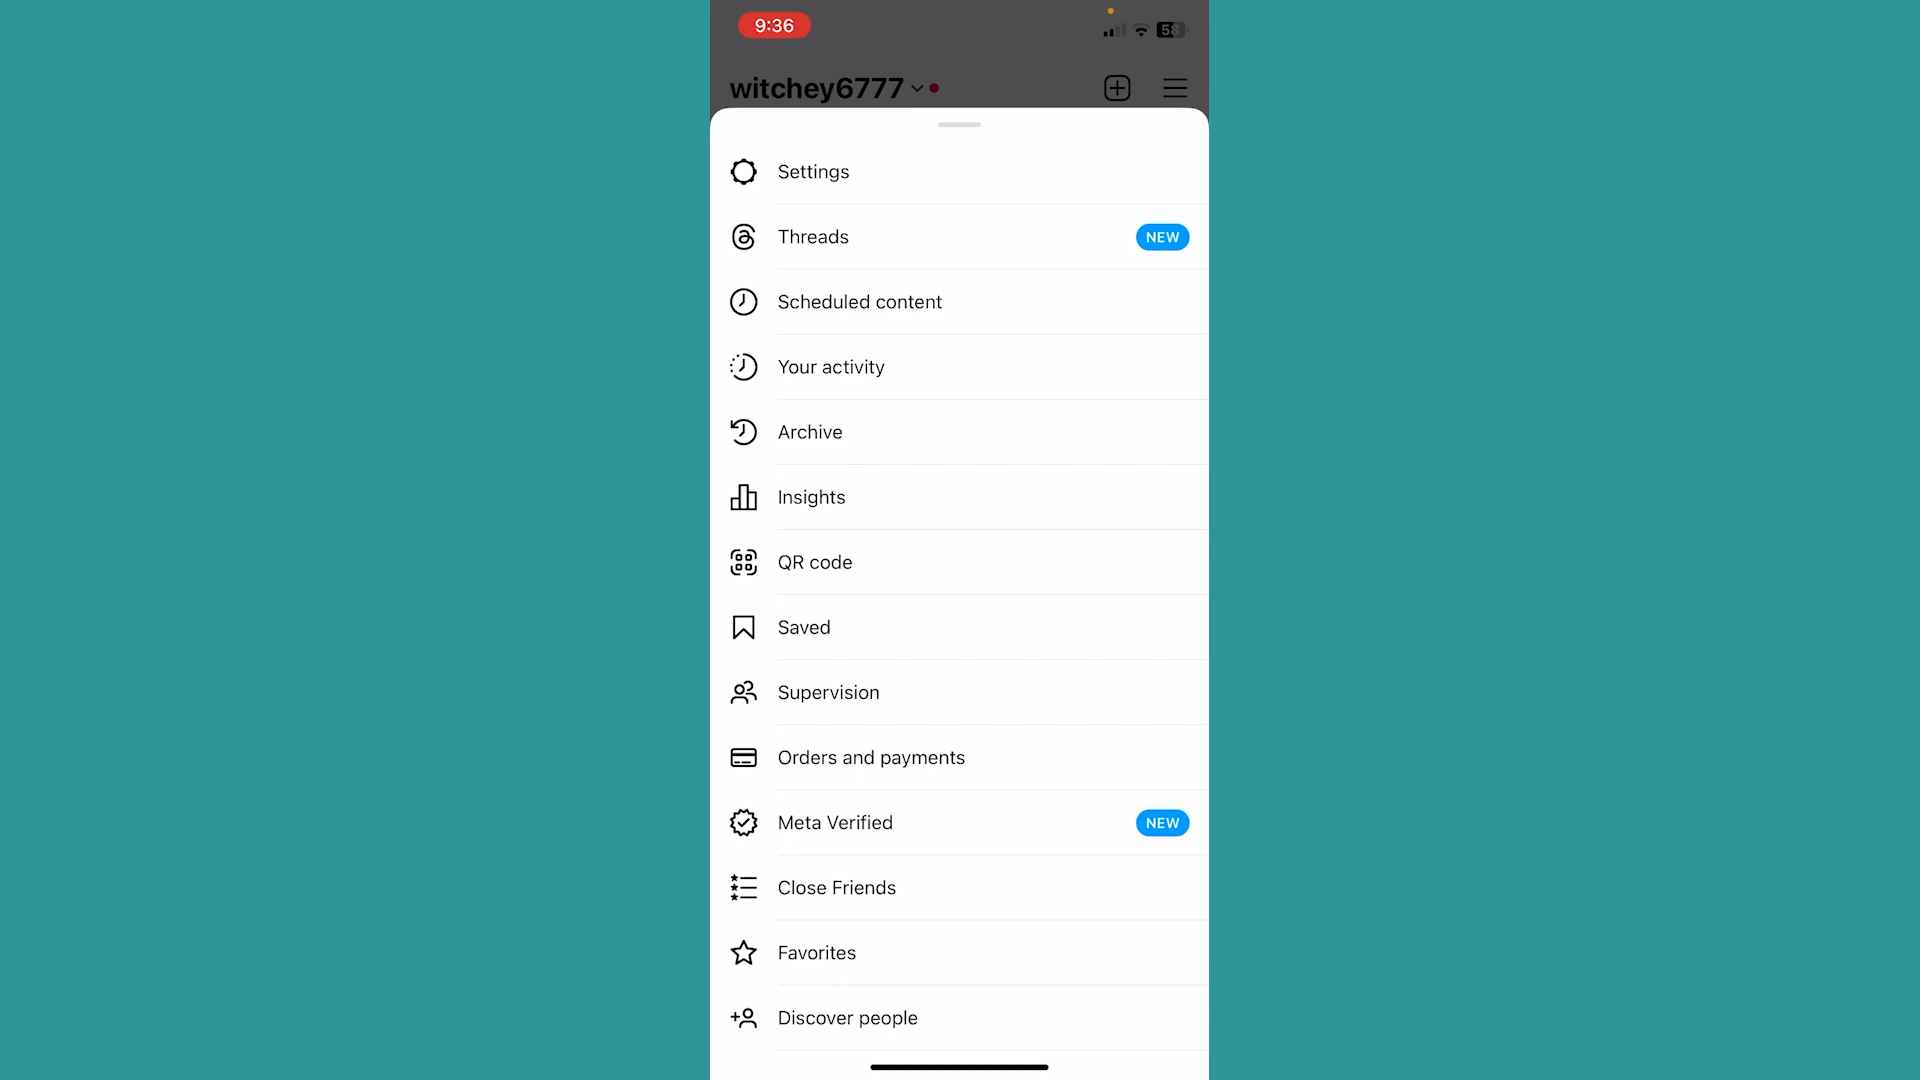 9:36
58
witchey6777
Settings
Threads NEW
Scheduled content
Your activity
Archive
Insights
QR code
Saved
Supervision
Orders and payments
Meta Verified NEW
Close Friends
Favorites
Discover people